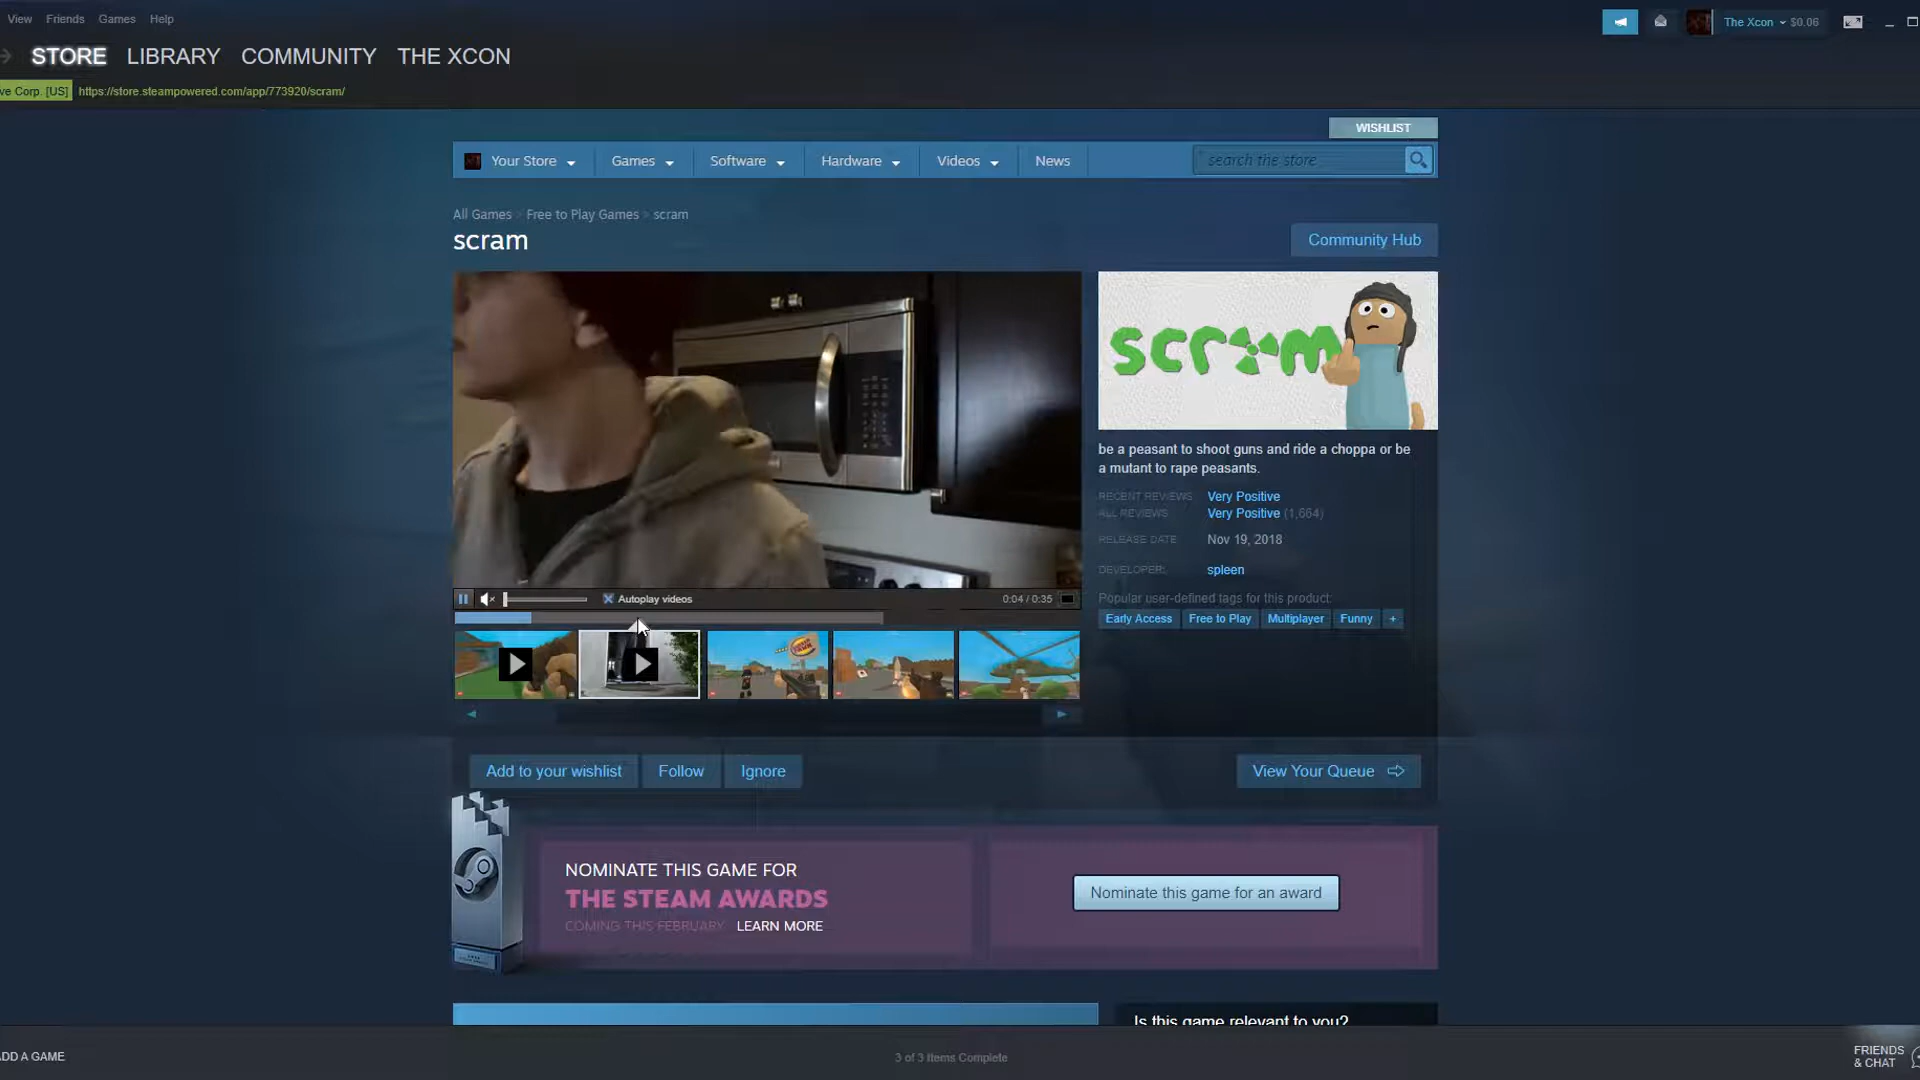 View Friends Games Help
The Xcon $0.06
STORE LIBRARY COMMUNITY THE XCON
ve Corp. [US] https://store.steampowered.com/app/773920/scram/
WISHLIST
Your Store Games Software Hardware Videos News search the store
All Games > Free to Play Games > scram
scram
Community Hub
scram
be a peasant to shoot guns and ride a choppa or be
a mutant to rape peasants.
RECENT REVIEWS Very Positive
ALL REVIEWS Very Positive (1,664)
RELEASE DATE Nov 19, 2018
DEVELOPER: spleen
Popular user-defined tags for this product:
Early Access Free to Play Multiplayer Funny +
Autoplay videos 0:04 / 0:35
Add to your wishlist Follow Ignore View Your Queue
NOMINATE THIS GAME FOR
THE STEAM AWARDS
COMING THIS FEBRUARY LEARN MORE
Nominate this game for an award
Is this game relevant to you?
ADD A GAME
3 of 3 Items Complete
FRIENDS
& CHAT